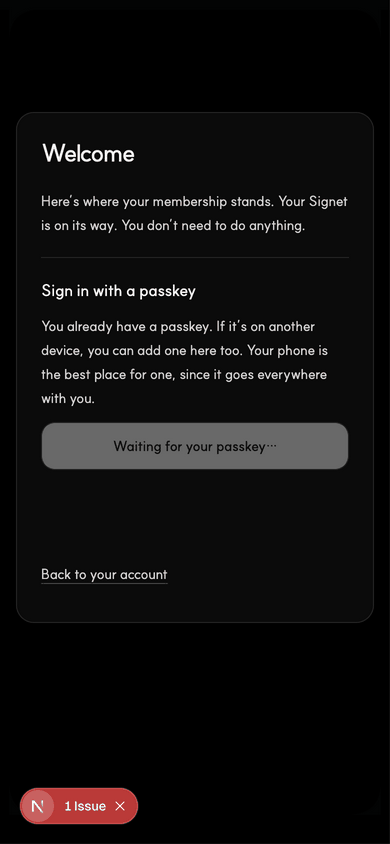 Welcome
Here's where your membership stands. Your Signet
is on its way. You don't need to do anything.
Sign in with a passkey
You already have a passkey. If it's on another
device, you can add one here too. Your phone is
the best place for one, since it goes everywhere
with you.
Waiting for your passkey…
Back to your account
N 1 Issue ×